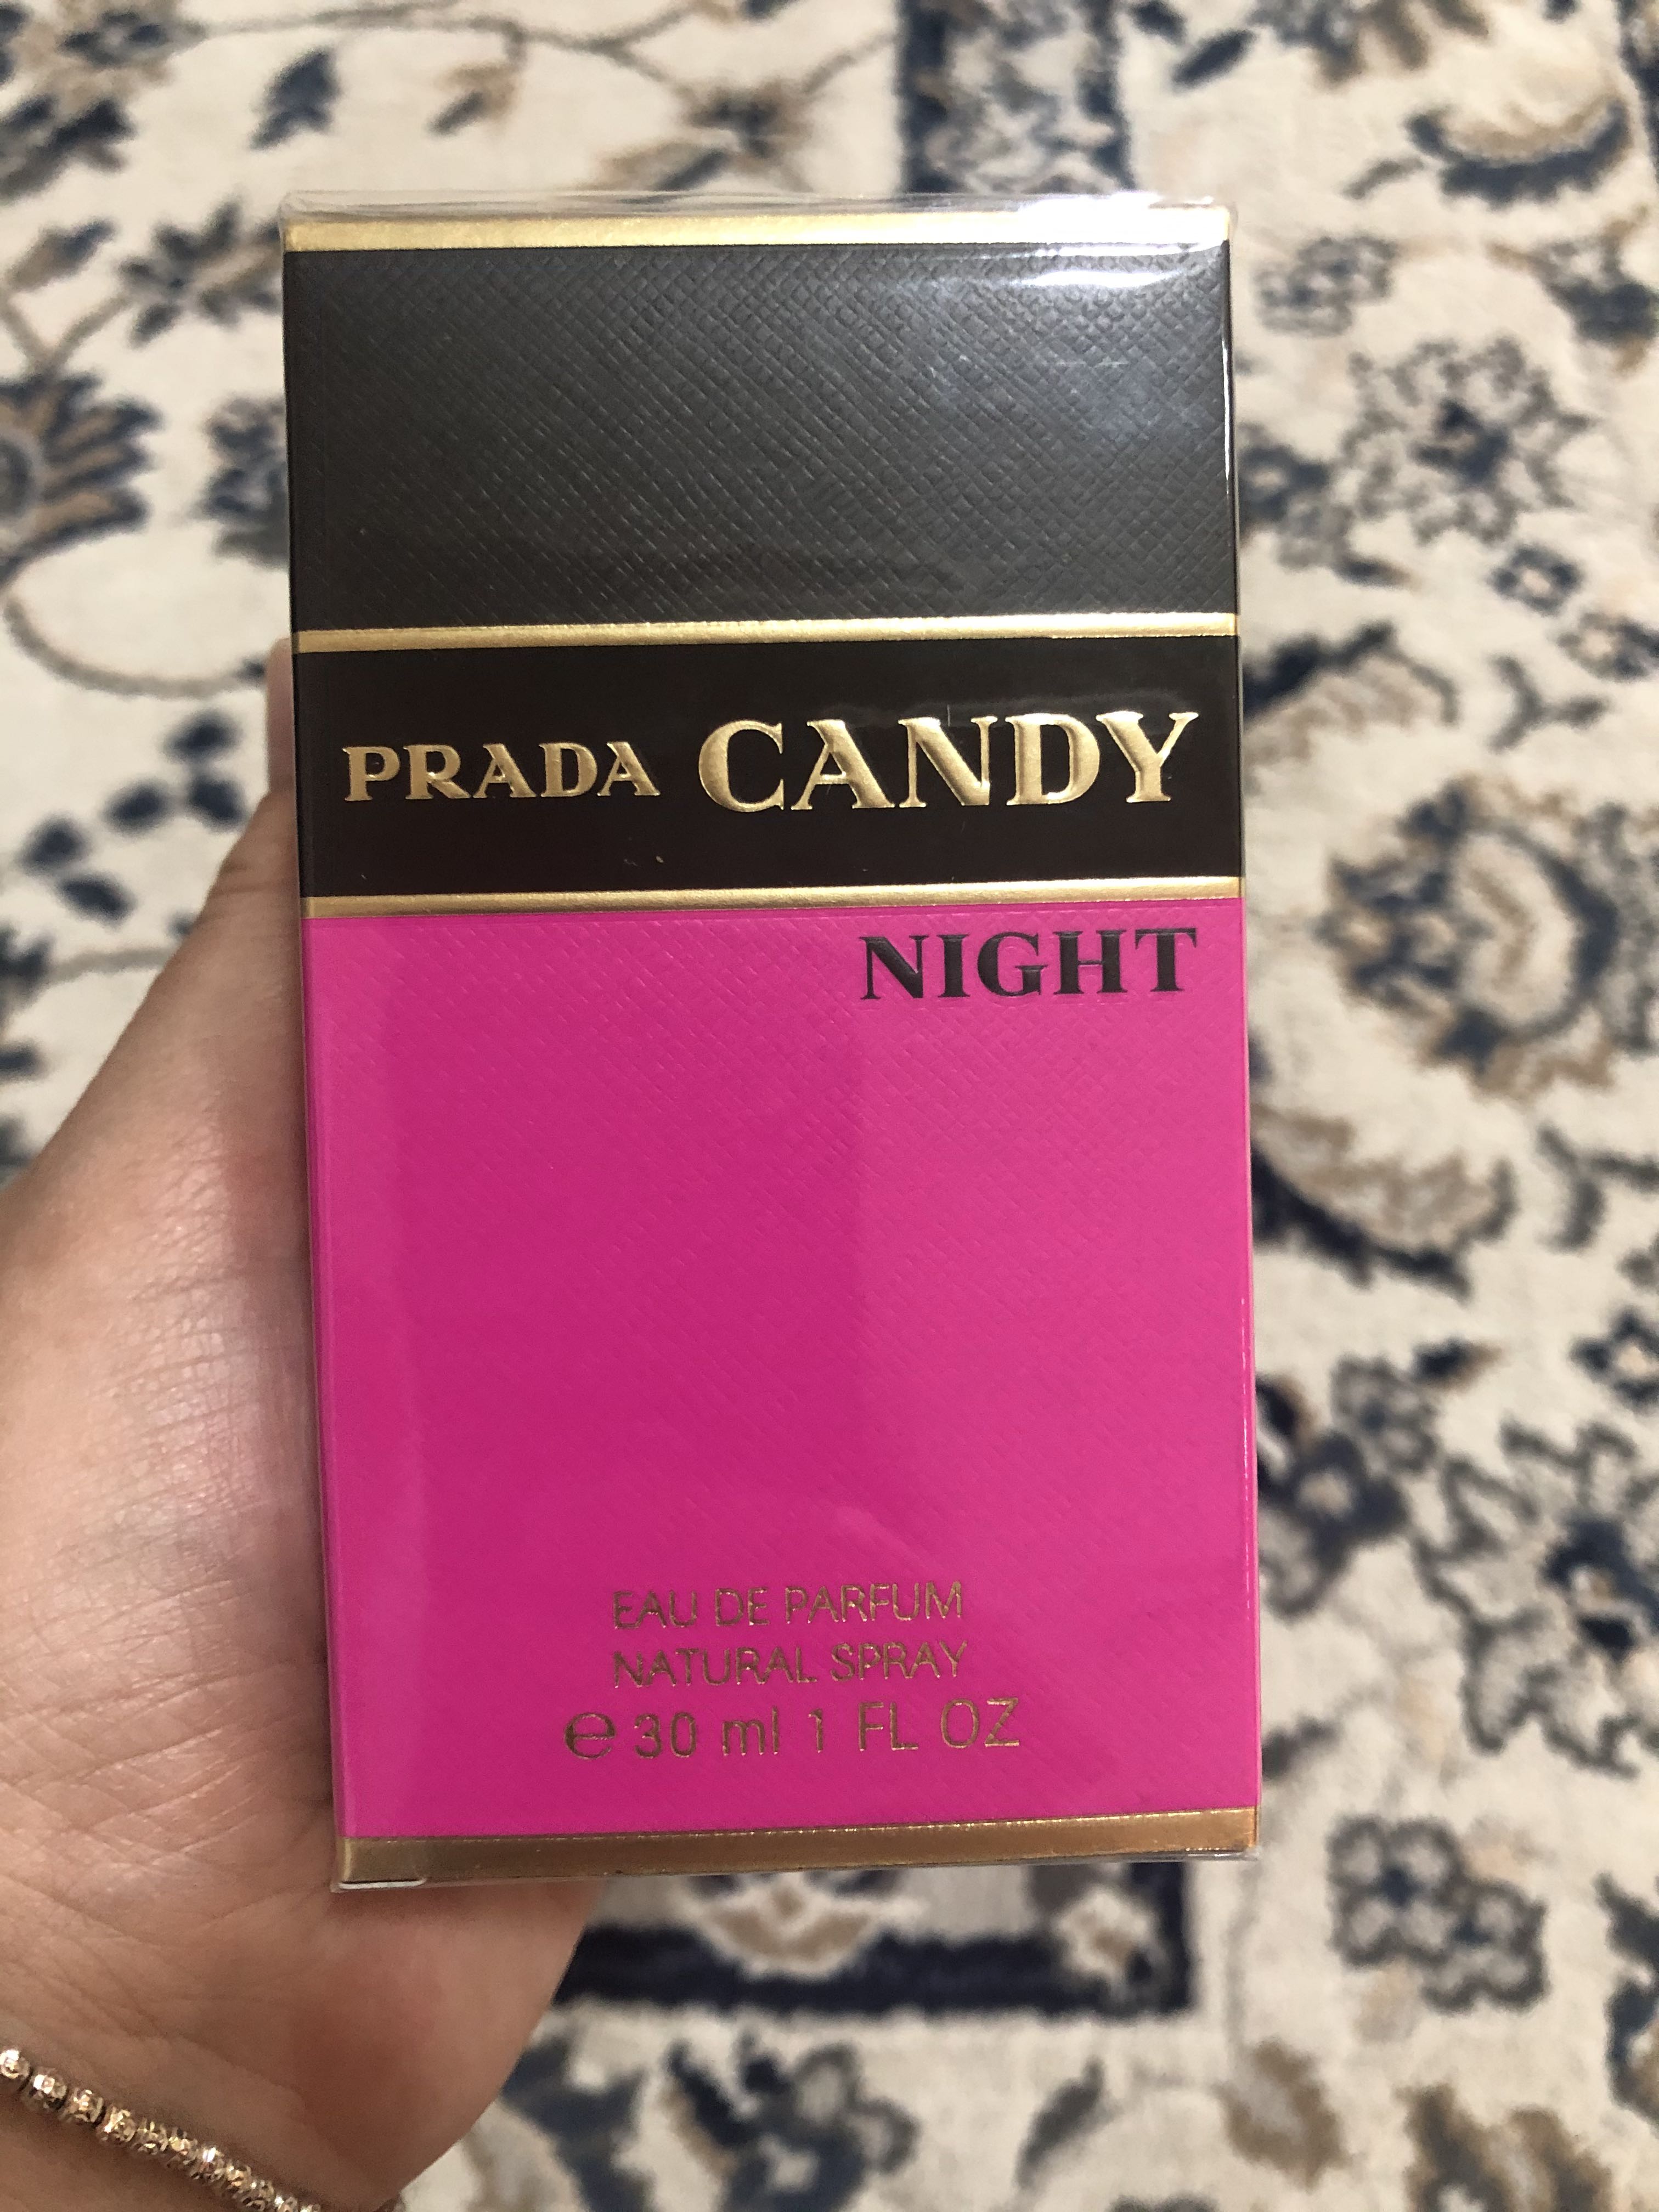 PRADA CANDY
NIGHT
EAU DE PARFUM
NATURAL SPRAY
℮ 30 ml 1 FL OZ